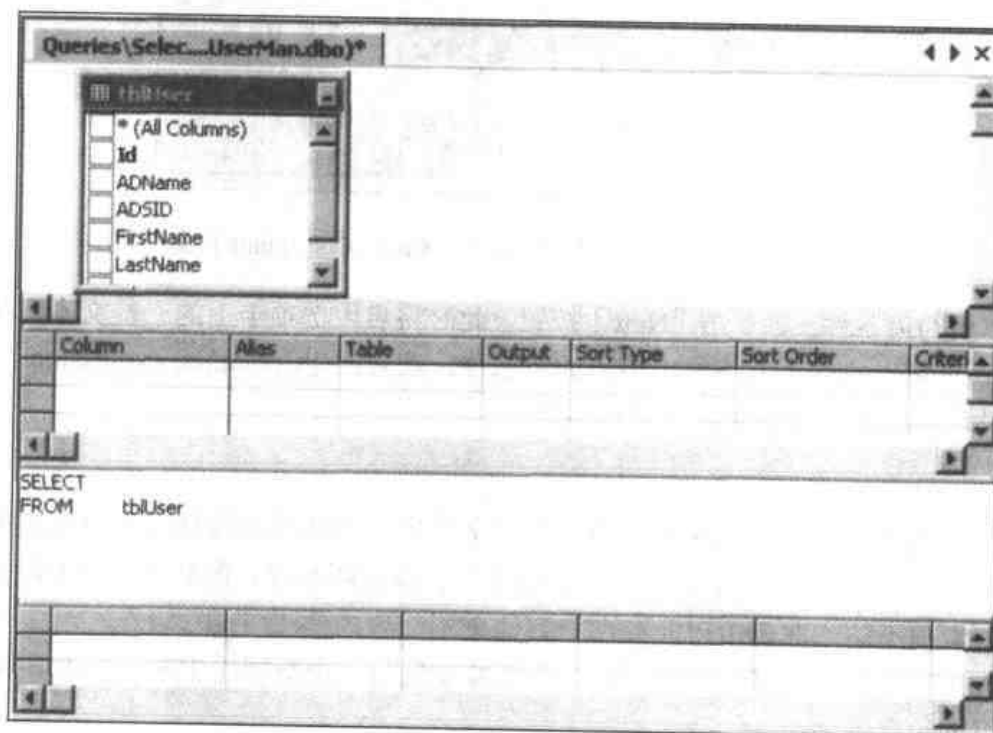 Queries\Selec....UserMan.dbo)*
tblUser
* (All Columns)
Id
ADName
ADSID
FirstName
LastName
Column Alias Table Output Sort Type Sort Order Criteri
SELECT
FROM tblUser